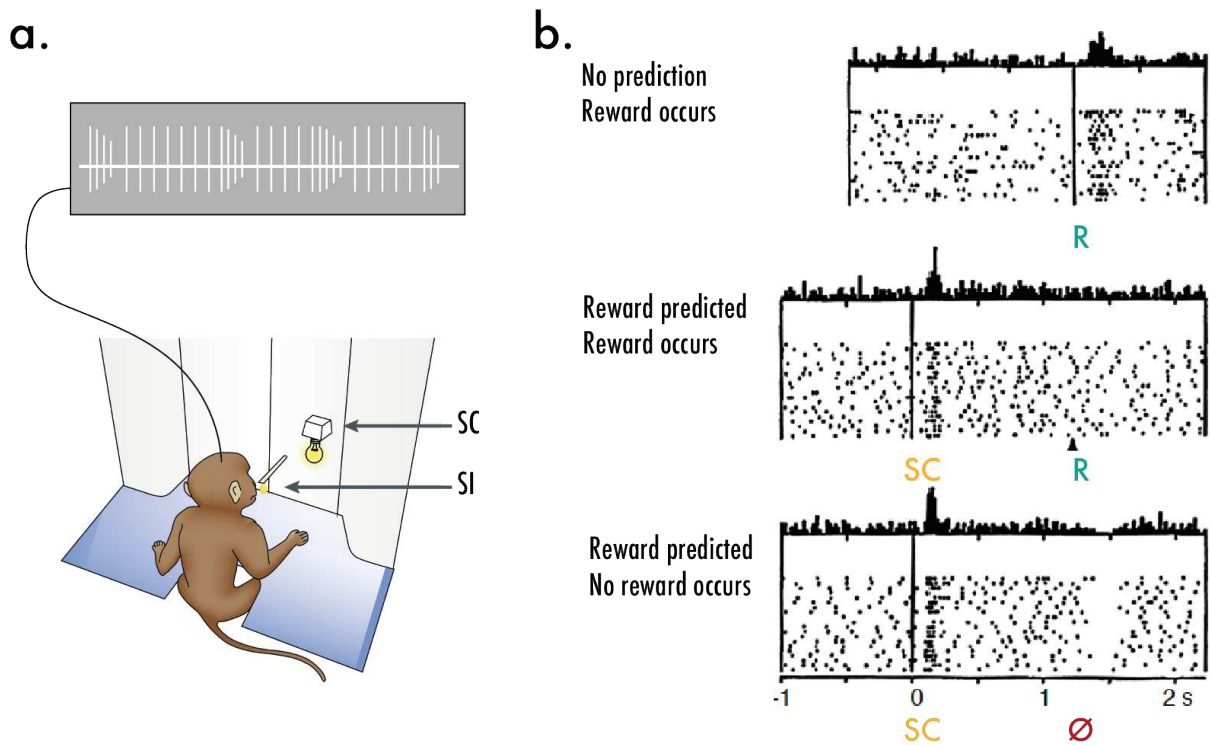 a.
SC
SI
b.
No prediction
Reward occurs
R
Reward predicted
Reward occurs
SC
R
Reward predicted
No reward occurs
-1
0
1
2 s
SC
Ø